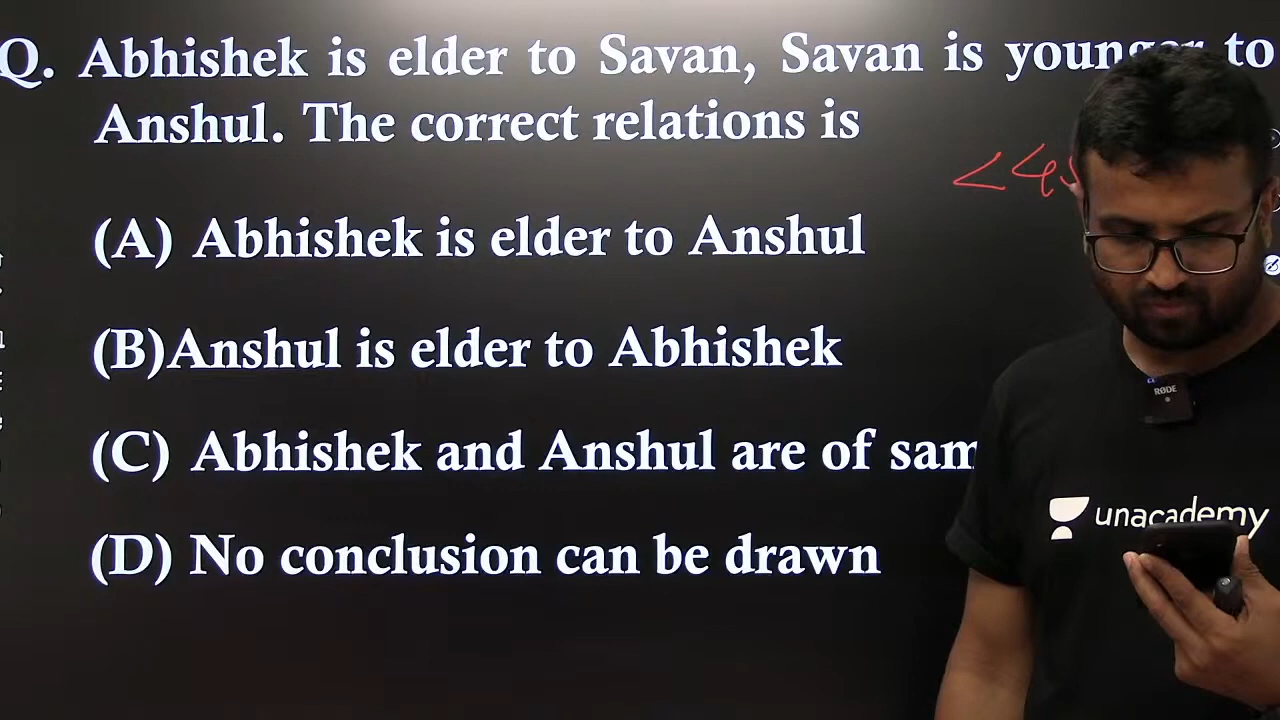 Q. Abhishek is elder to Savan, Savan is younger to
Anshul. The correct relations is
(A) Abhishek is elder to Anshul
(B)Anshul is elder to Abhishek
(C) Abhishek and Anshul are of
(D) No conclusion can be drawn
RØDE
unacademy